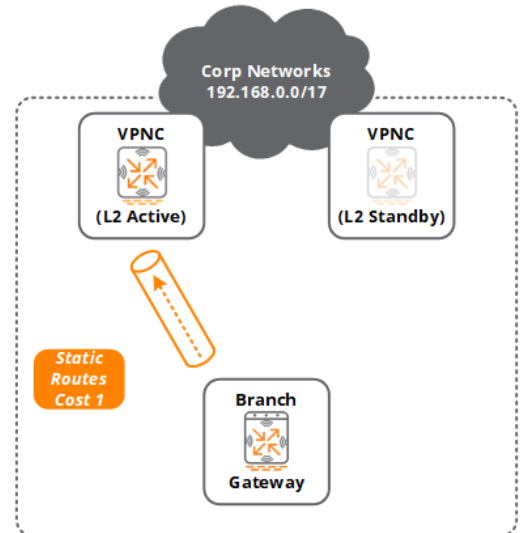 Corp Networks
192.168.0.0/17
VPNC
(L2 Active)
VPNC
(L2 Standby)
Static
Routes
Cost 1
Branch
Gateway